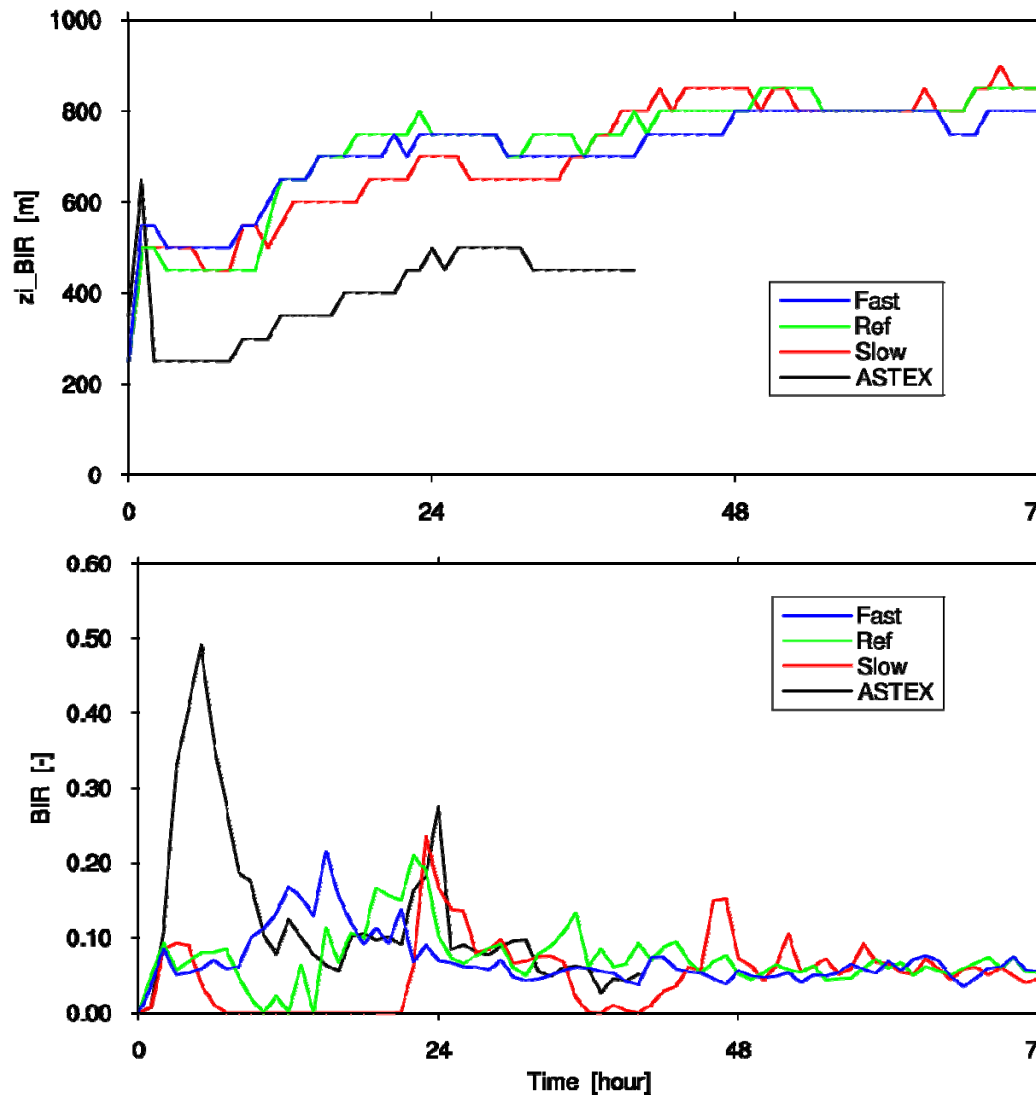 1000
800
600
400
200
0
zi_BIR [m]
Fast
Ref
Slow
ASTEX
0 24 48 7
0.60
0.50
0.40
0.30
0.20
0.10
0.00
BIR [-]
Fast
Ref
Slow
ASTEX
0 24 48 7
Time [hour]